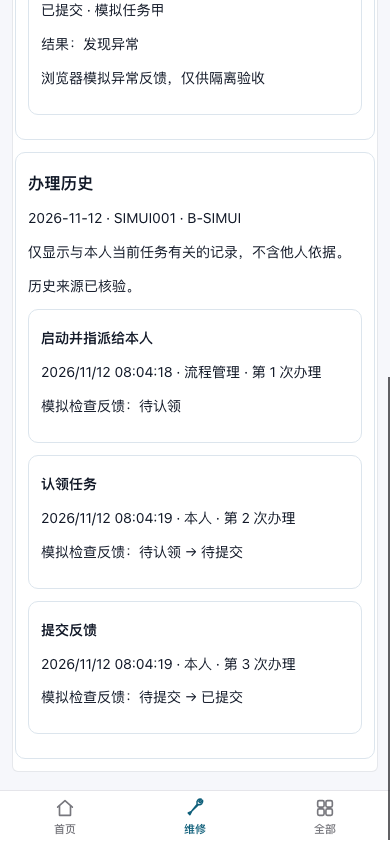 已提交 · 模拟任务甲
结果：发现异常
浏览器模拟异常反馈，仅供隔离验收
办理历史
2026-11-12 · SIMUI001 · B-SIMUI
仅显示与本人当前任务有关的记录，不含他人依据。
历史来源已核验。
启动并指派给本人
2026/11/12 08:04:18 · 流程管理 · 第 1 次办理
模拟检查反馈：待认领
认领任务
2026/11/12 08:04:19 · 本人 · 第 2 次办理
模拟检查反馈：待认领 → 待提交
提交反馈
2026/11/12 08:04:19 · 本人 · 第 3 次办理
模拟检查反馈：待提交 → 已提交
首页
维修
全部